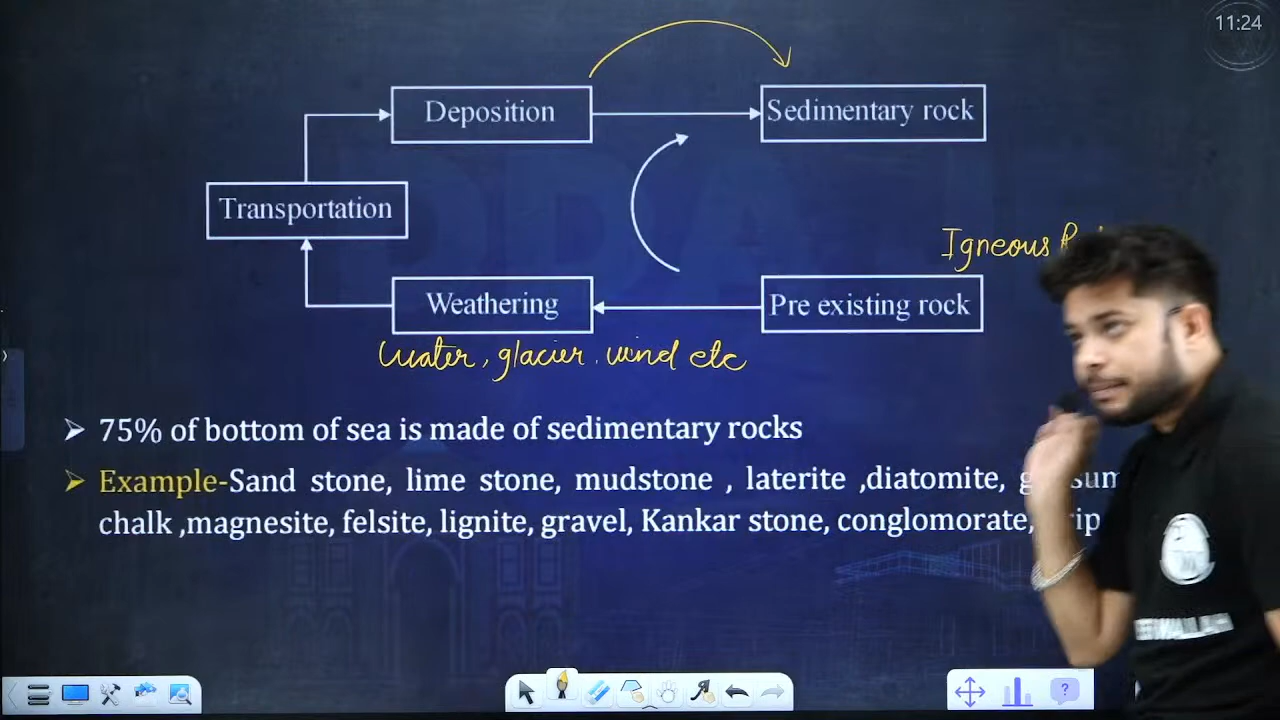 11:24
Deposition
Sedimentary rock
Transportation
Igneous
Weathering
Pre existing rock
water, glacier, wind etc
➤ 75% of bottom of sea is made of sedimentary rocks
➤ Example-Sand stone, lime stone, mudstone , laterite ,diatomite,
chalk ,magnesite, felsite, lignite, gravel, Kankar stone, conglomorate,